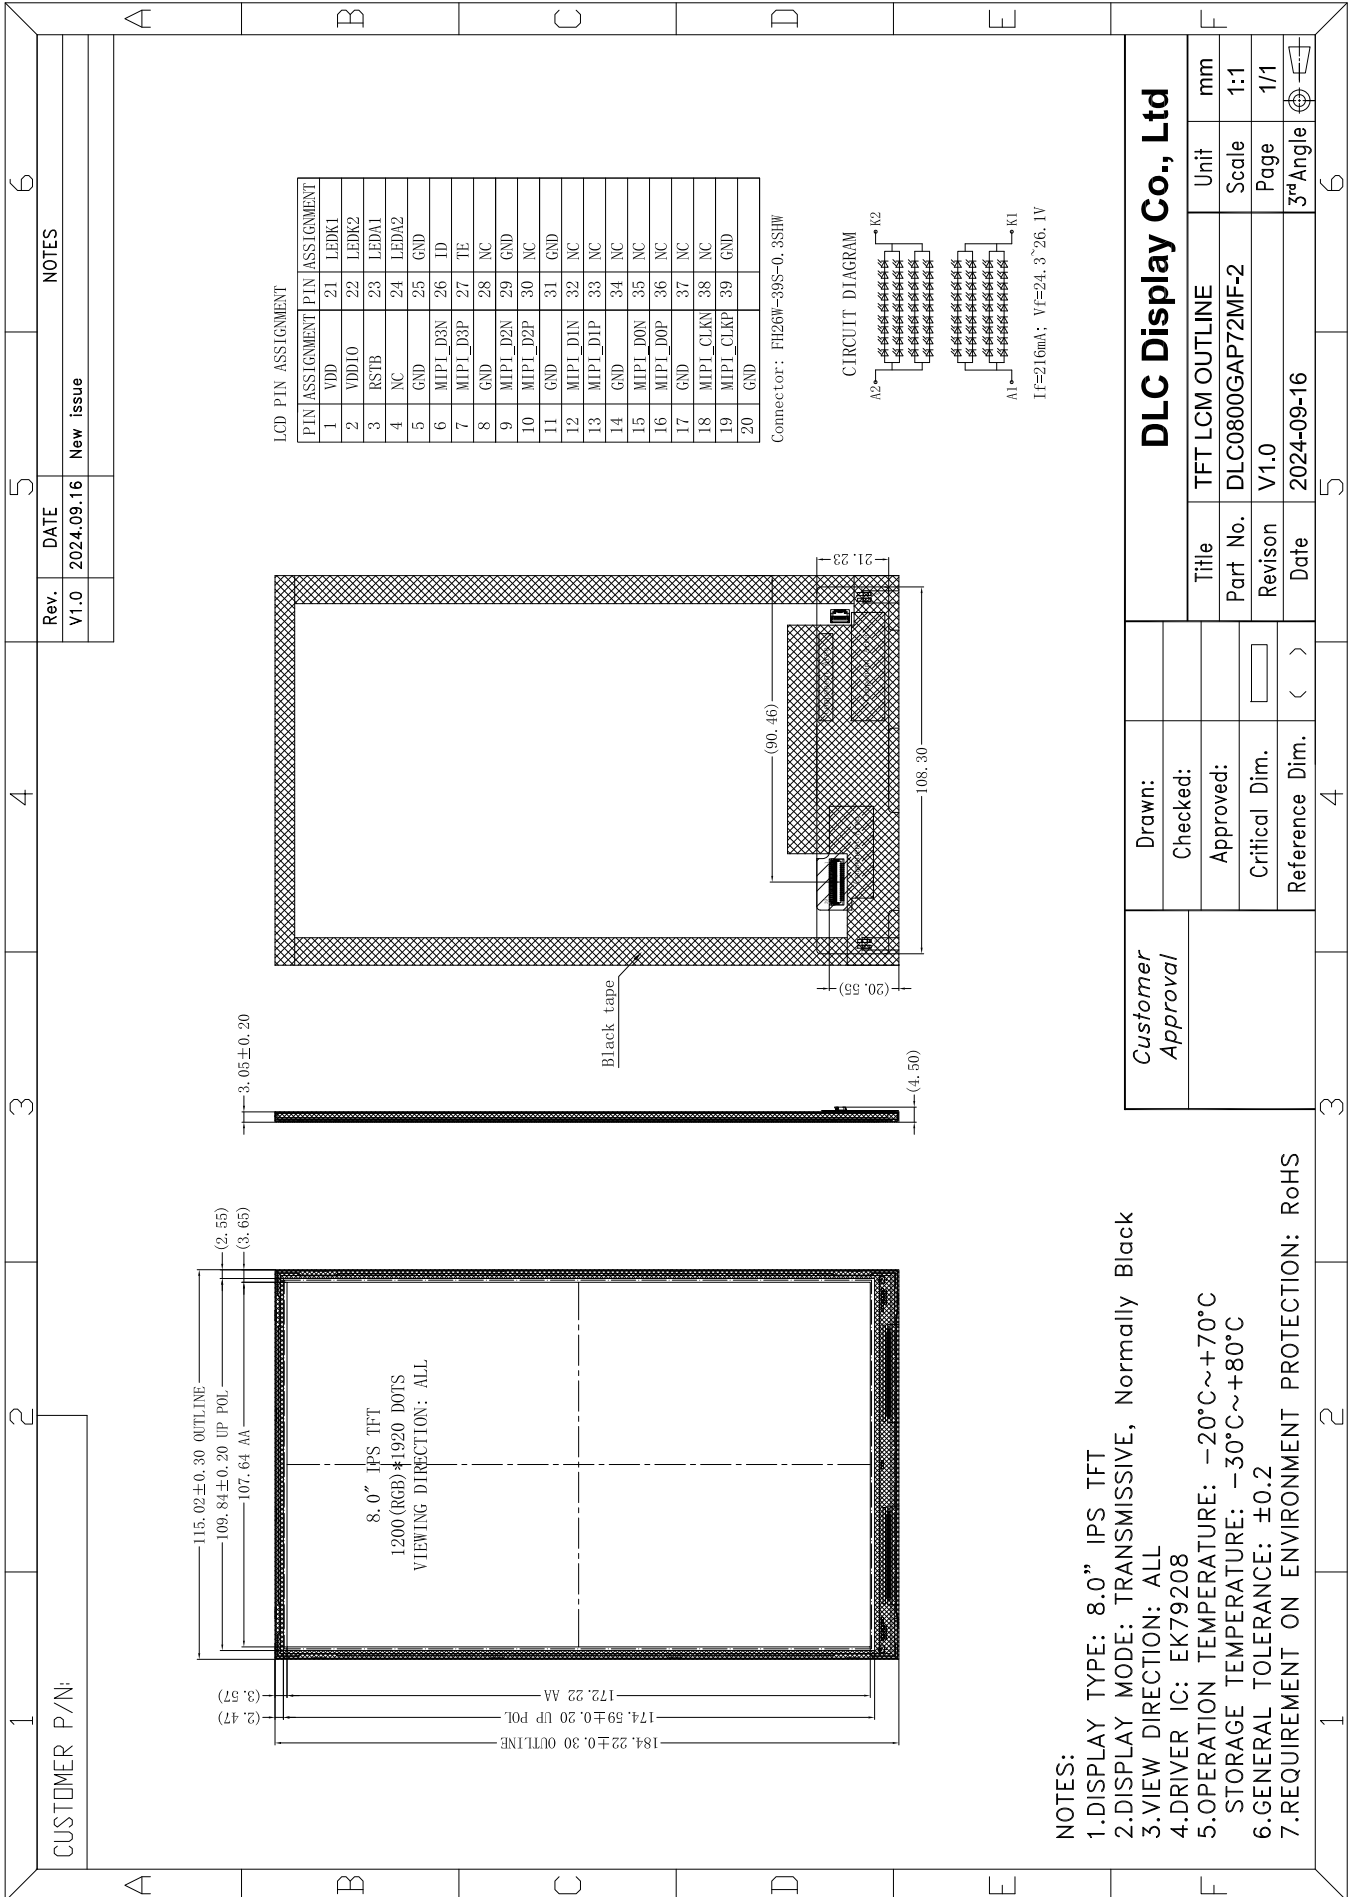 1 2 3 4 5 6
CUSTOMER P/N:
Rev. DATE NOTES
V1.0 2024.09.16 New issue
A
B
C
D
E
F
115.02±0.30 OUTLINE
109.84±0.20 UP POL
107.64 AA
(2.55)
(3.65)
184.22±0.30 OUTLINE
174.59±0.20 UP POL
172.22 AA
(2.47)
(3.57)
8.0" IPS TFT
1200(RGB)*1920 DOTS
VIEWING DIRECTION: ALL
3.05±0.20
(4.50)
Black tape
(90.46)
108.30
21.23
(20.55)
LCD PIN ASSIGNMENT
PIN ASSIGNMENT PIN ASSIGNMENT
1 VDD 21 LEDK1
2 VDDIO 22 LEDK2
3 RSTB 23 LEDA1
4 NC 24 LEDA2
5 GND 25 GND
6 MIPI_D3N 26 ID
7 MIPI_D3P 27 TE
8 GND 28 NC
9 MIPI_D2N 29 GND
10 MIPI_D2P 30 NC
11 GND 31 GND
12 MIPI_D1N 32 NC
13 MIPI_D1P 33 NC
14 GND 34 NC
15 MIPI_D0N 35 NC
16 MIPI_D0P 36 NC
17 GND 37 NC
18 MIPI_CLKN 38 NC
19 MIPI_CLKP 39 GND
20 GND
Connector: FH26W-39S-0.3SHW
CIRCUIT DIAGRAM
A2 K2
A1 K1
If=216mA; Vf=24.3~26.1V
NOTES:
1.DISPLAY TYPE: 8.0” IPS TFT
2.DISPLAY MODE: TRANSMISSIVE, Normally Black
3.VIEW DIRECTION: ALL
4.DRIVER IC: EK79208
5.OPERATION TEMPERATURE: −20°C~+70°C
STORAGE TEMPERATURE: −30°C~+80°C
6.GENERAL TOLERANCE: ±0.2
7.REQUIREMENT ON ENVIRONMENT PROTECTION: RoHS
Customer
Approval
Drawn:
Checked:
Approved:
Critical Dim.
Reference Dim. ( )
DLC Display Co., Ltd
Title TFT LCM OUTLINE Unit mm
Part No. DLC0800GAP72MF-2 Scale 1:1
Revison V1.0 Page 1/1
Date 2024-09-16 3rd Angle
A
B
C
D
E
F
1 2 3 4 5 6